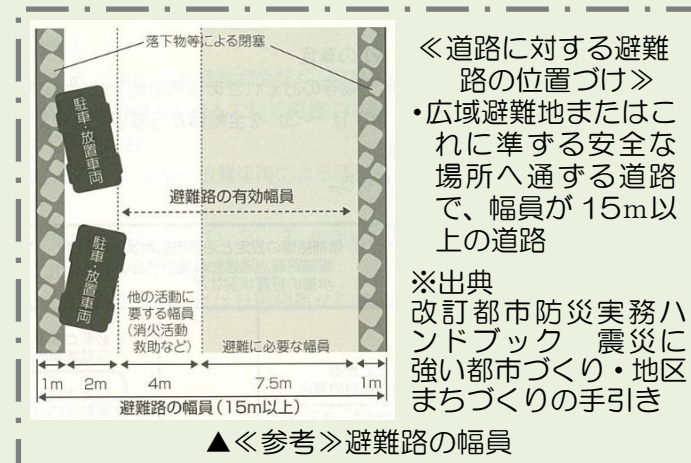 落下物等による閉塞
駐車・放置車両
避難路の有効幅員
駐車・放置車両
他の活動に
要する幅員
（消火活動
救助など）
避難に必要な幅員
1m 2m 4m 7.5m 1m
避難路の幅員（15m以上）
≪道路に対する避難
路の位置づけ≫
・広域避難地またはこ
れに準ずる安全な
場所へ通ずる道路
で、幅員が15m以
上の道路
※出典
改訂都市防災実務ハ
ンドブック　震災に
強い都市づくり・地区
まちづくりの手引き
▲≪参考≫避難路の幅員